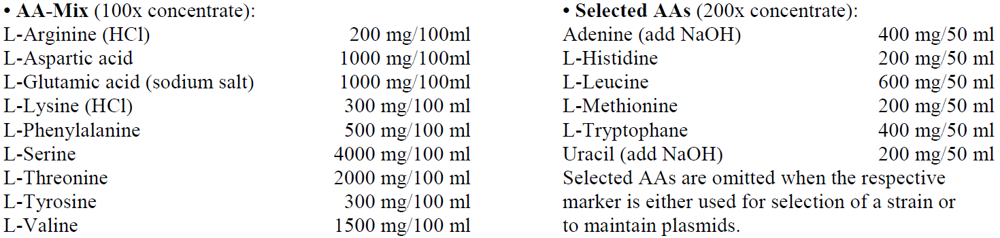 • AA-Mix (100x concentrate):
L-Arginine (HCl) 200 mg/100ml
L-Aspartic acid 1000 mg/100ml
L-Glutamic acid (sodium salt) 1000 mg/100ml
L-Lysine (HCl) 300 mg/100 ml
L-Phenylalanine 500 mg/100 ml
L-Serine 4000 mg/100 ml
L-Threonine 2000 mg/100 ml
L-Tyrosine 300 mg/100 ml
L-Valine 1500 mg/100 ml
• Selected AAs (200x concentrate):
Adenine (add NaOH) 400 mg/50 ml
L-Histidine 200 mg/50 ml
L-Leucine 600 mg/50 ml
L-Methionine 200 mg/50 ml
L-Tryptophane 400 mg/50 ml
Uracil (add NaOH) 200 mg/50 ml
Selected AAs are omitted when the respective
marker is either used for selection of a strain or
to maintain plasmids.